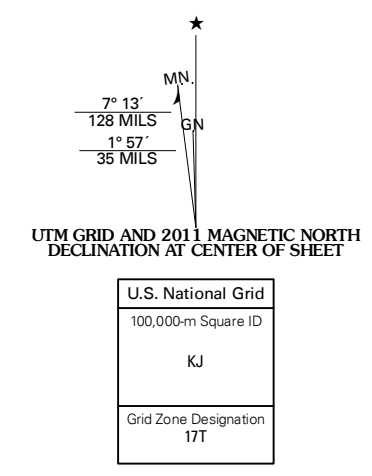 ★
MN.
7° 13´
128 MILS
GN
1° 57´
35 MILS
UTM GRID AND 2011 MAGNETIC NORTH
DECLINATION AT CENTER OF SHEET
U.S. National Grid
100,000-m Square ID
KJ
Grid Zone Designation
17T